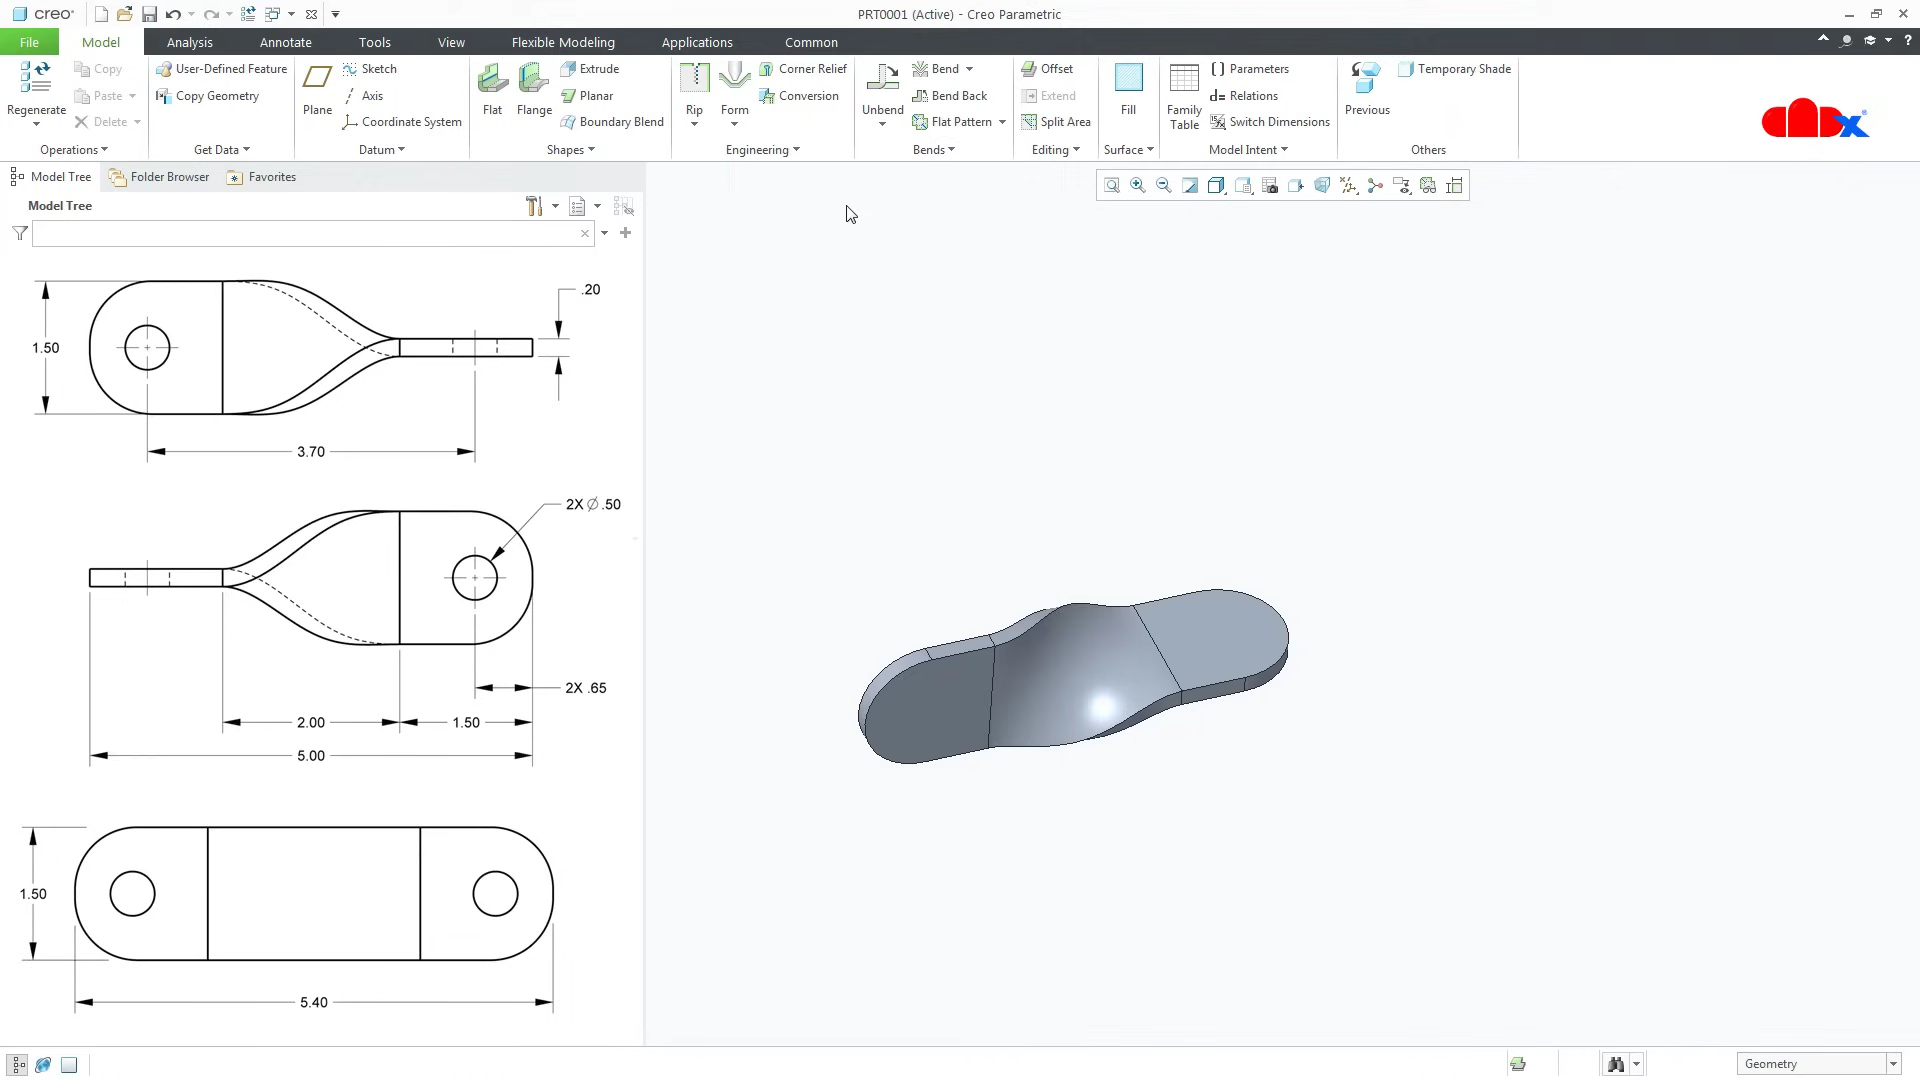 creo
PRT0001 (Active) - Creo Parametric
File Model Analysis Annotate Tools View Flexible Modeling Applications Common
Regenerate Copy Paste Delete Operations
User-Defined Feature Copy Geometry Get Data
Plane Sketch Axis Coordinate System Datum
Flat Flange Extrude Planar Boundary Blend Shapes
Rip Form Corner Relief Conversion Engineering
Unbend Bend Bend Back Flat Pattern Bends
Offset Extend Split Area Editing
Fill Surface
Family Table Parameters Relations Switch Dimensions Model Intent
Previous Temporary Shade Others
Model Tree Folder Browser Favorites
Model Tree
.20
1.50
3.70
2X Ø .50
2X .65
2.00 1.50
5.00
1.50
5.40
Geometry